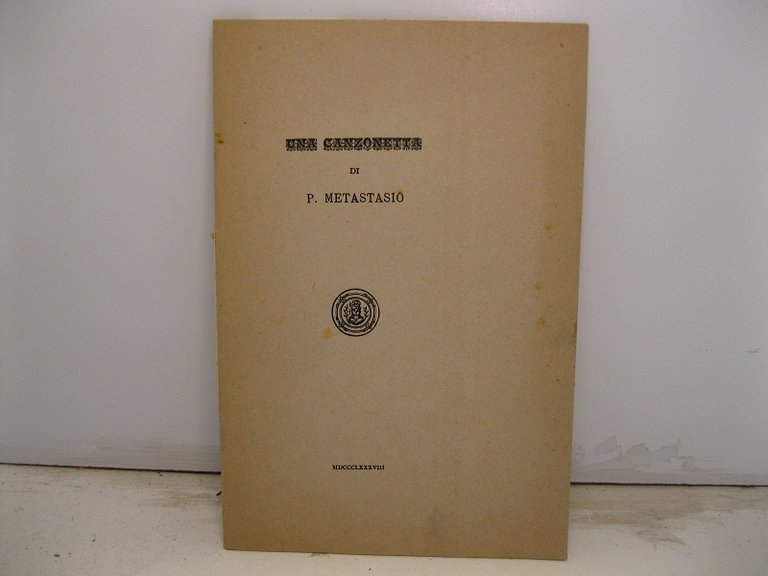 UNA CANZONETTA
DI
P. METASTASIO
MDCCCLXXXVIII